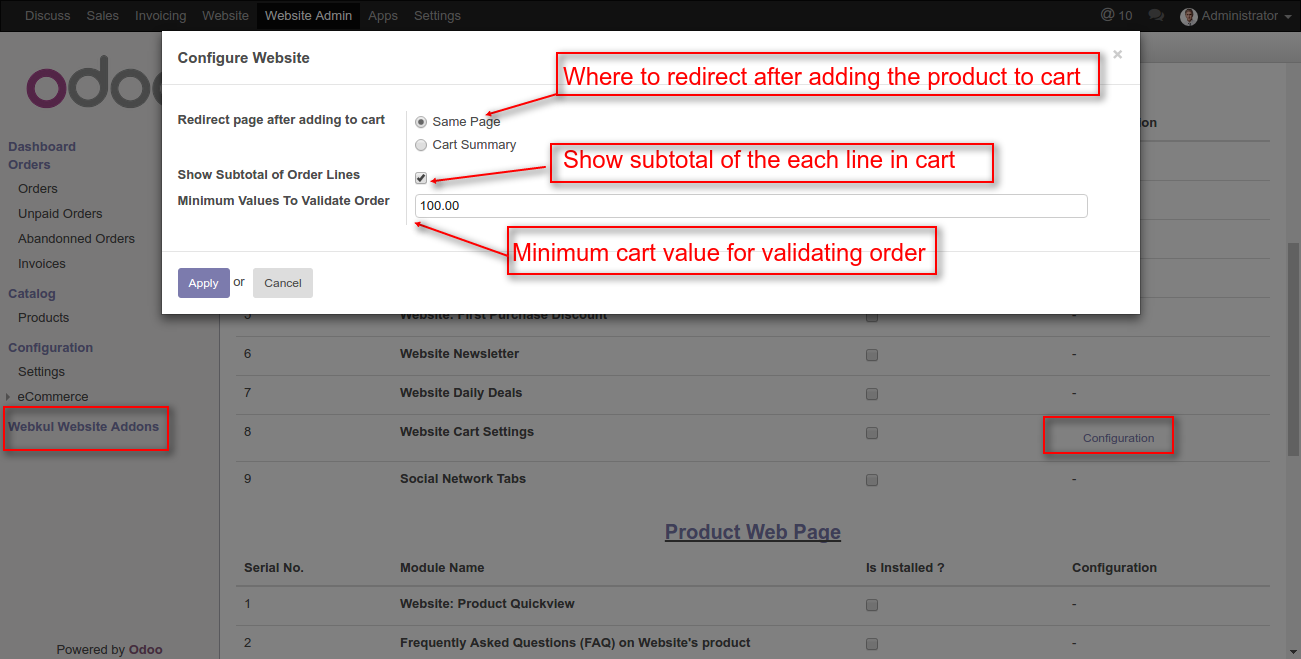 Discuss Sales Invoicing Website Website Admin Apps Settings @ 10 Administrator
odoo
Configure Website ×
Where to redirect after adding the product to cart
Redirect page after adding to cart Same Page
Cart Summary
Show subtotal of the each line in cart
Show Subtotal of Order Lines
Minimum Values To Validate Order 100.00
Minimum cart value for validating order
Apply or Cancel
Dashboard
Orders
Orders
Unpaid Orders
Abandonned Orders
Invoices
Catalog
Products
Configuration
Settings
eCommerce
Webkul Website Addons
Powered by Odoo
5 Website: First Purchase Discount -
6 Website Newsletter -
7 Website Daily Deals -
8 Website Cart Settings Configuration
9 Social Network Tabs -
Product Web Page
Serial No. Module Name Is Installed ? Configuration
1 Website: Product Quickview -
2 Frequently Asked Questions (FAQ) on Website's product -